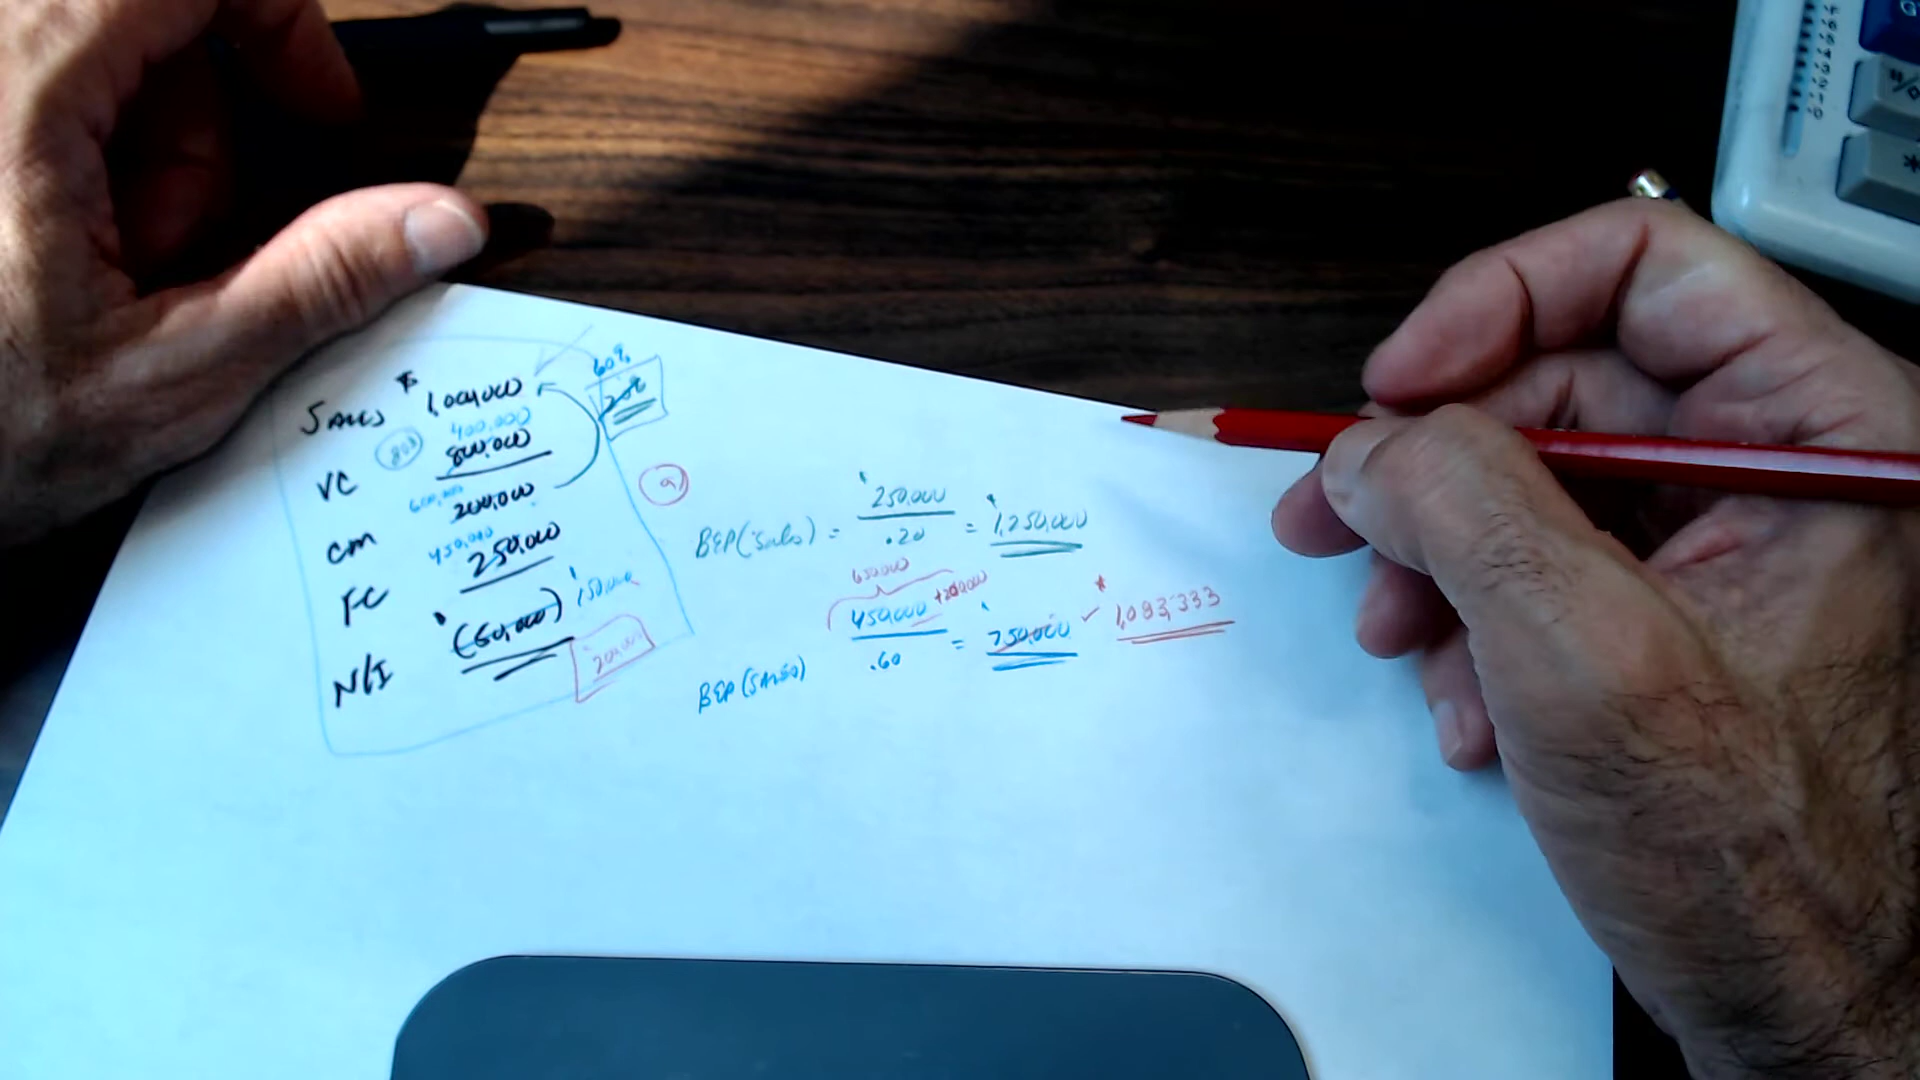 60%
20%
SALES $ 1,000,000
400,000
VC 80% 800,000
600,000
CM 200,000
450,000
FC 250,000
N/I (50,000) 150,000
200,000
a)
BEP (Sales) = 250,000 / .20 = 1,250,000
650,000
450,000 + 200,000
BEP (SALES) .60 = 750,000 ✓ 1,083,333